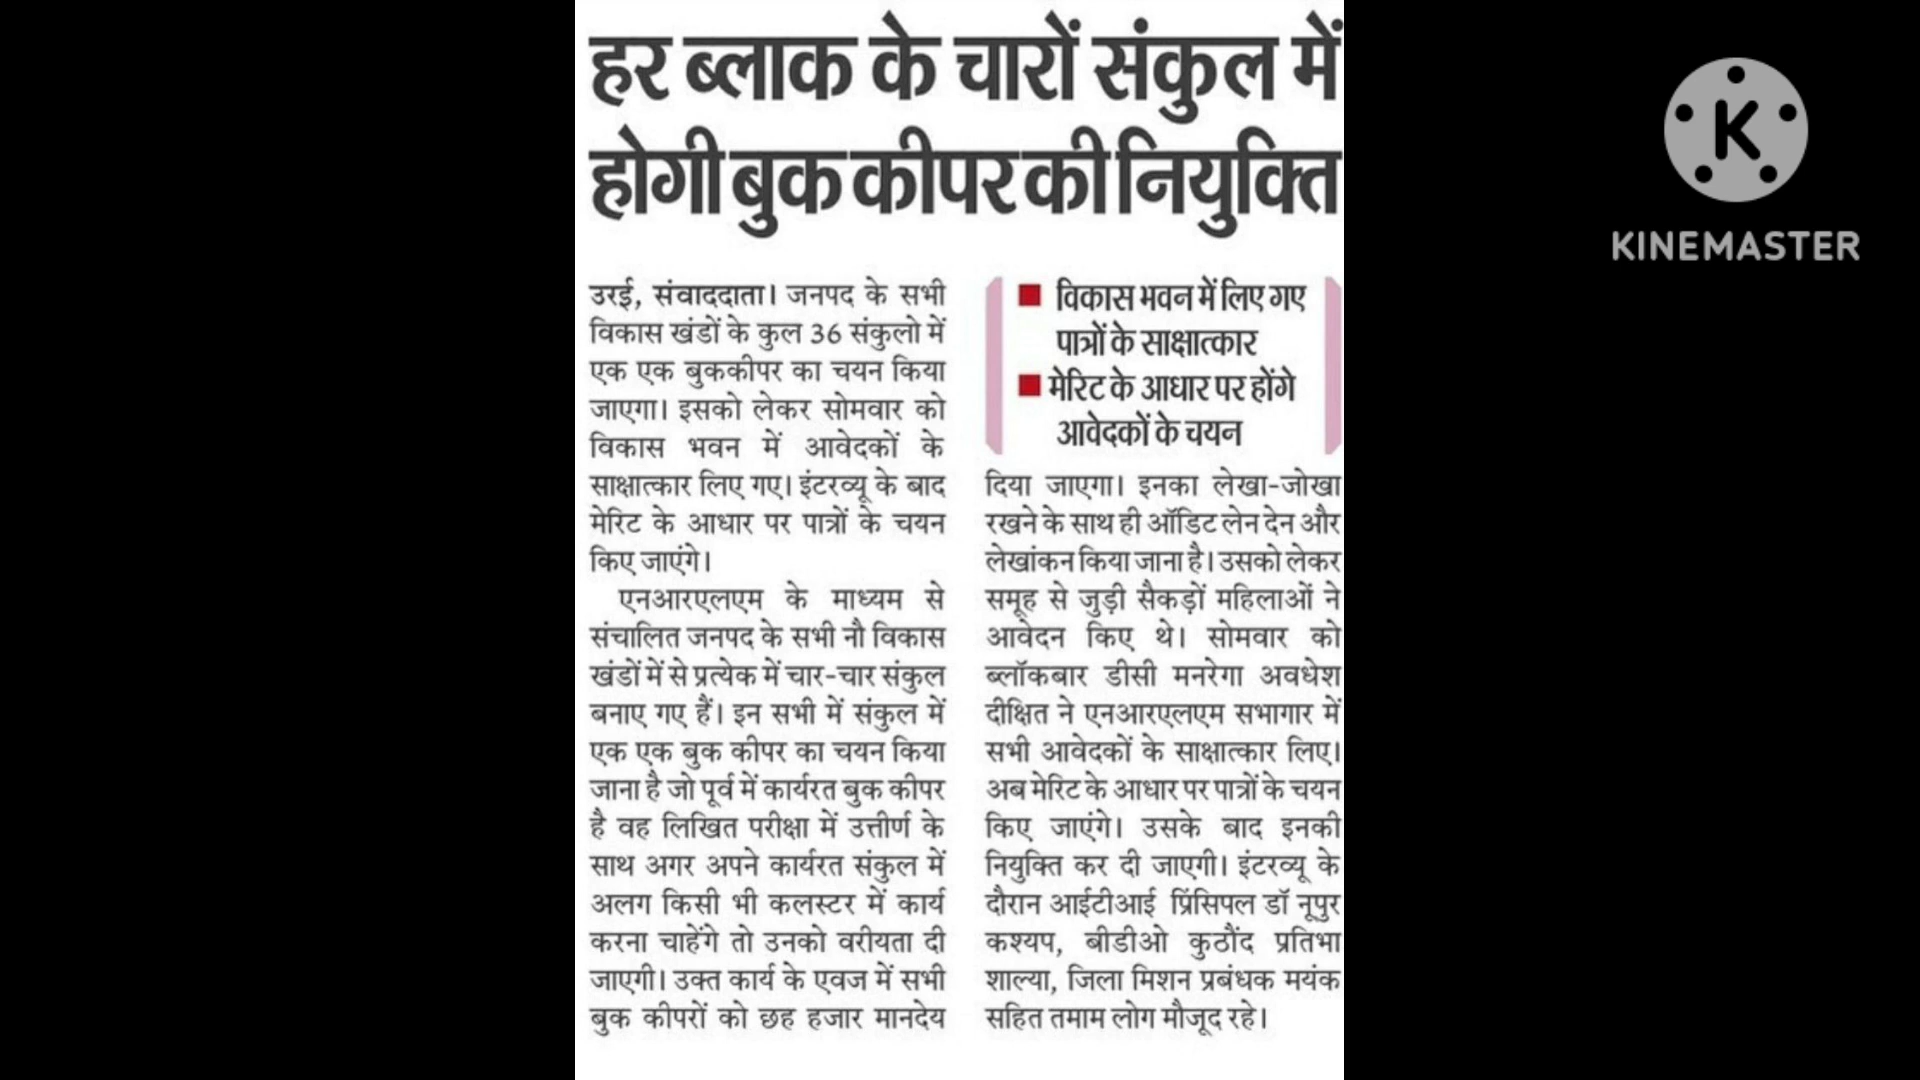 हर ब्लाक के चारों संकुल में
होगी बुक कीपर की नियुक्ति
उरई, संवाददाता। जनपद के सभी
विकास खंडों के कुल 36 संकुलो में
एक एक बुककीपर का चयन किया
जाएगा। इसको लेकर सोमवार को
विकास भवन में आवेदकों के
साक्षात्कार लिए गए। इंटरव्यू के बाद
मेरिट के आधार पर पात्रों के चयन
किए जाएंगे।
एनआरएलएम के माध्यम से
संचालित जनपद के सभी नौ विकास
खंडों में से प्रत्येक में चार-चार संकुल
बनाए गए हैं। इन सभी में संकुल में
एक एक बुक कीपर का चयन किया
जाना है जो पूर्व में कार्यरत बुक कीपर
है वह लिखित परीक्षा में उत्तीर्ण के
साथ अगर अपने कार्यरत संकुल में
अलग किसी भी कलस्टर में कार्य
करना चाहेंगे तो उनको वरीयता दी
जाएगी। उक्त कार्य के एवज में सभी
बुक कीपरों को छह हजार मानदेय
विकास भवन में लिए गए
पात्रों के साक्षात्कार
मेरिट के आधार पर होंगे
आवेदकों के चयन
दिया जाएगा। इनका लेखा-जोखा
रखने के साथ ही ऑडिट लेन देन और
लेखांकन किया जाना है। उसको लेकर
समूह से जुड़ी सैकड़ों महिलाओं ने
आवेदन किए थे। सोमवार को
ब्लॉकबार डीसी मनरेगा अवधेश
दीक्षित ने एनआरएलएम सभागार में
सभी आवेदकों के साक्षात्कार लिए।
अब मेरिट के आधार पर पात्रों के चयन
किए जाएंगे। उसके बाद इनकी
नियुक्ति कर दी जाएगी। इंटरव्यू के
दौरान आईटीआई प्रिंसिपल डॉ नूपुर
कश्यप, बीडीओ कुठौंद प्रतिभा
शाल्या, जिला मिशन प्रबंधक मयंक
सहित तमाम लोग मौजूद रहे।
K
KINEMASTER